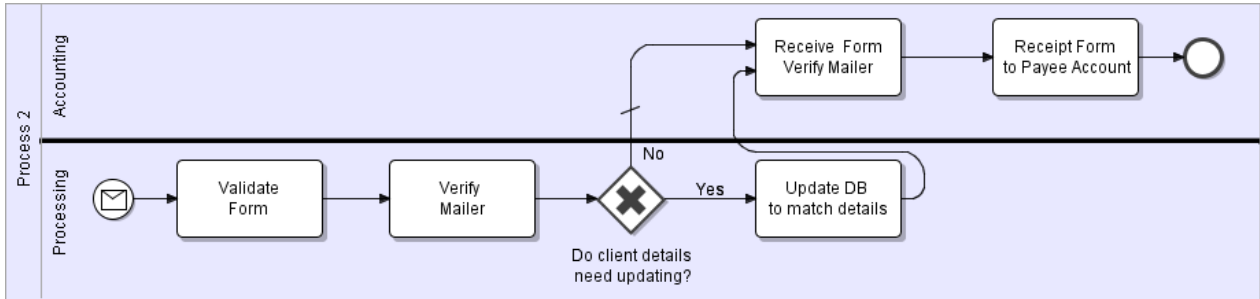 Process 2
Accounting
Receive Form
Verify Mailer
Receipt Form
to Payee Account
Processing
Validate
Form
Verify
Mailer
No
Yes
Do client details
need updating?
Update DB
to match details